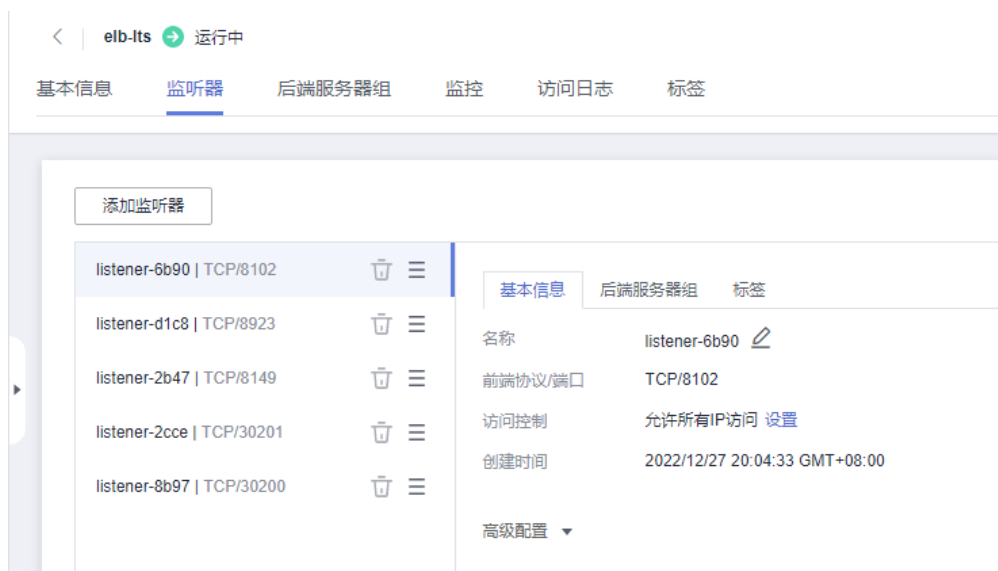 elb-lts 运行中
基本信息 监听器 后端服务器组 监控 访问日志 标签
添加监听器
listener-6b90 | TCP/8102
listener-d1c8 | TCP/8923
listener-2b47 | TCP/8149
listener-2cce | TCP/30201
listener-8b97 | TCP/30200
基本信息 后端服务器组 标签
名称 listener-6b90
前端协议/端口 TCP/8102
访问控制 允许所有IP访问 设置
创建时间 2022/12/27 20:04:33 GMT+08:00
高级配置